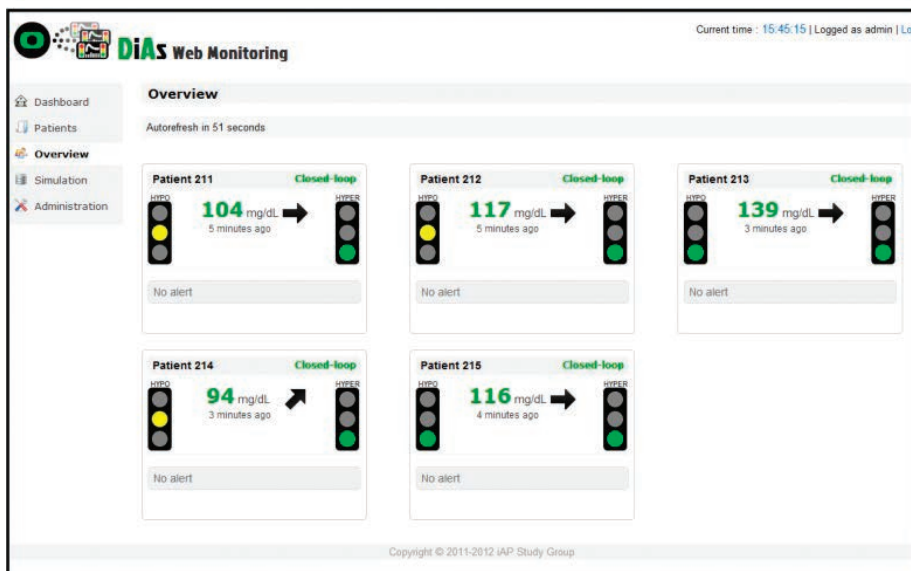 DiAs Web Monitoring
Current time : 15:45:15 | Logged as admin | Lo
Dashboard
Patients
Overview
Simulation
Administration
Overview
Autorefresh in 51 seconds
Patient 211 Closed-loop
HYPO HYPER
104 mg/dL
5 minutes ago
No alert
Patient 212 Closed-loop
HYPO HYPER
117 mg/dL
5 minutes ago
No alert
Patient 213 Closed-loop
HYPO HYPER
139 mg/dL
3 minutes ago
No alert
Patient 214 Closed-loop
HYPO HYPER
94 mg/dL
3 minutes ago
No alert
Patient 215 Closed-loop
HYPO HYPER
116 mg/dL
4 minutes ago
No alert
Copyright © 2011-2012 iAP Study Group